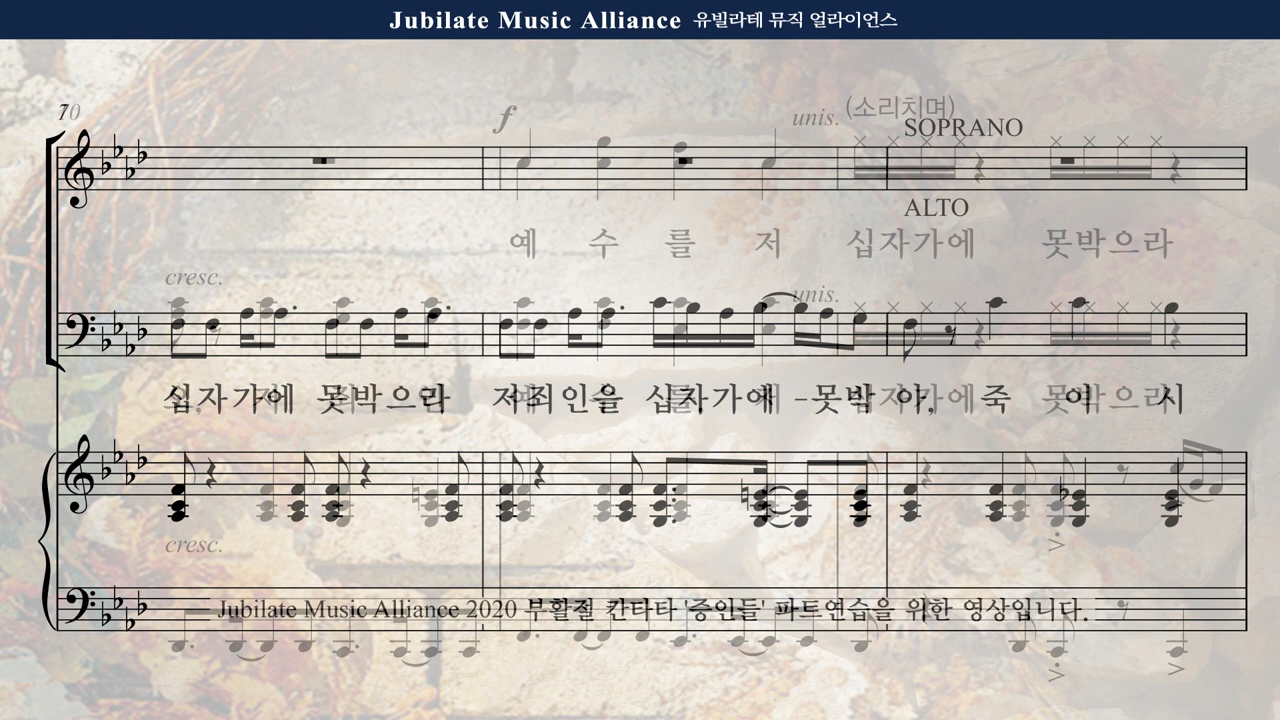 Jubilate Music Alliance 유빌라테 뮤직 얼라이언스
70
f
unis. (소리치며)
SOPRANO
ALTO
예 수 를 저 십자가에 못박으라
cresc.
unis.
십자가에 못박으라 저죄인을 십자가에 -못박 아, 죽 이 시
cresc.
Jubilate Music Alliance 2020 부활절 칸타타 '증인들' 파트연습을 위한 영상입니다.